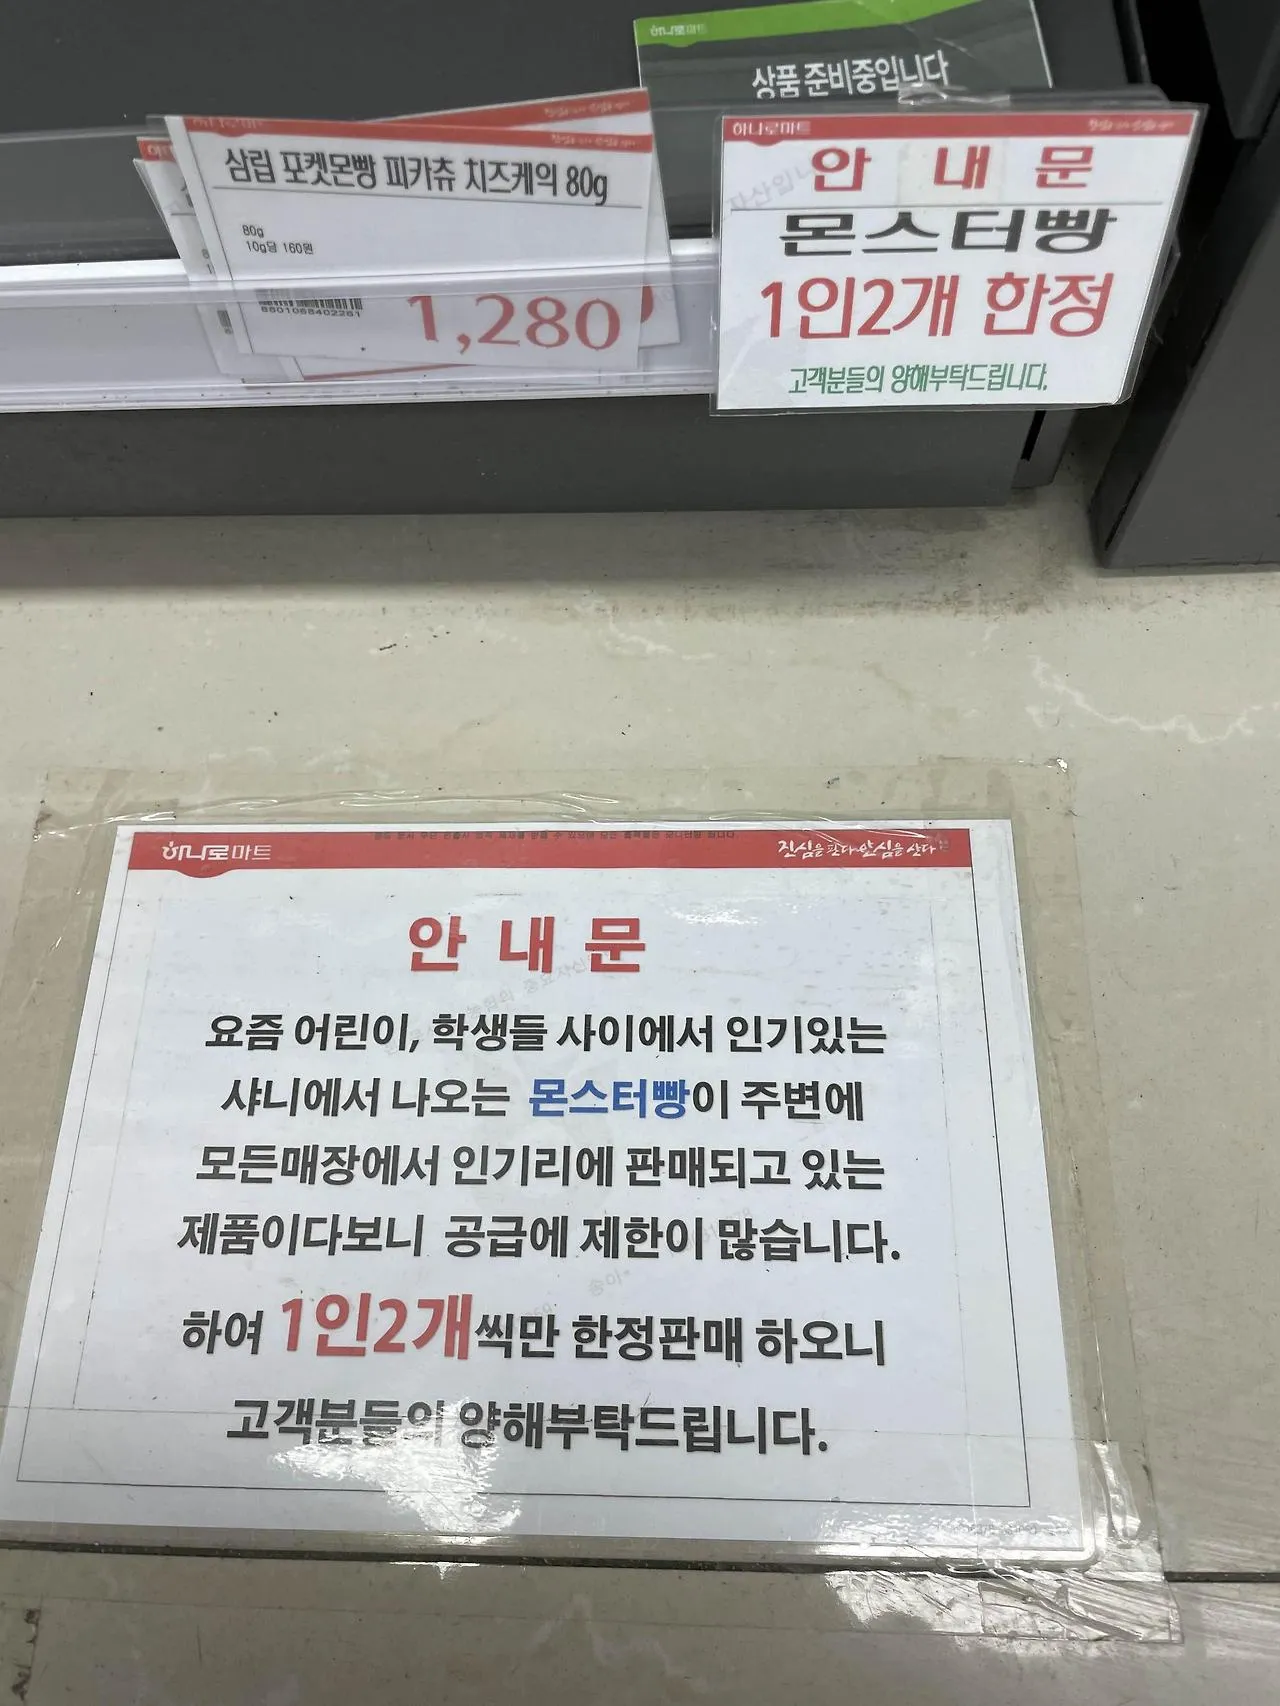 하나로마트
상품 준비중입니다
삼립 포켓몬빵 피카츄 치즈케익 80g
80g
10g당 160원
8801068402261
1,280
하나로마트
안 내 문
몬스터빵
1인2개 한정
고객분들의 양해부탁드립니다.
하나로마트
진심을 판다 안심을 산다
안 내 문
요즘 어린이, 학생들 사이에서 인기있는
샤니에서 나오는 몬스터빵이 주변에
모든매장에서 인기리에 판매되고 있는
제품이다보니 공급에 제한이 많습니다.
하여 1인2개씩만 한정판매 하오니
고객분들의 양해부탁드립니다.